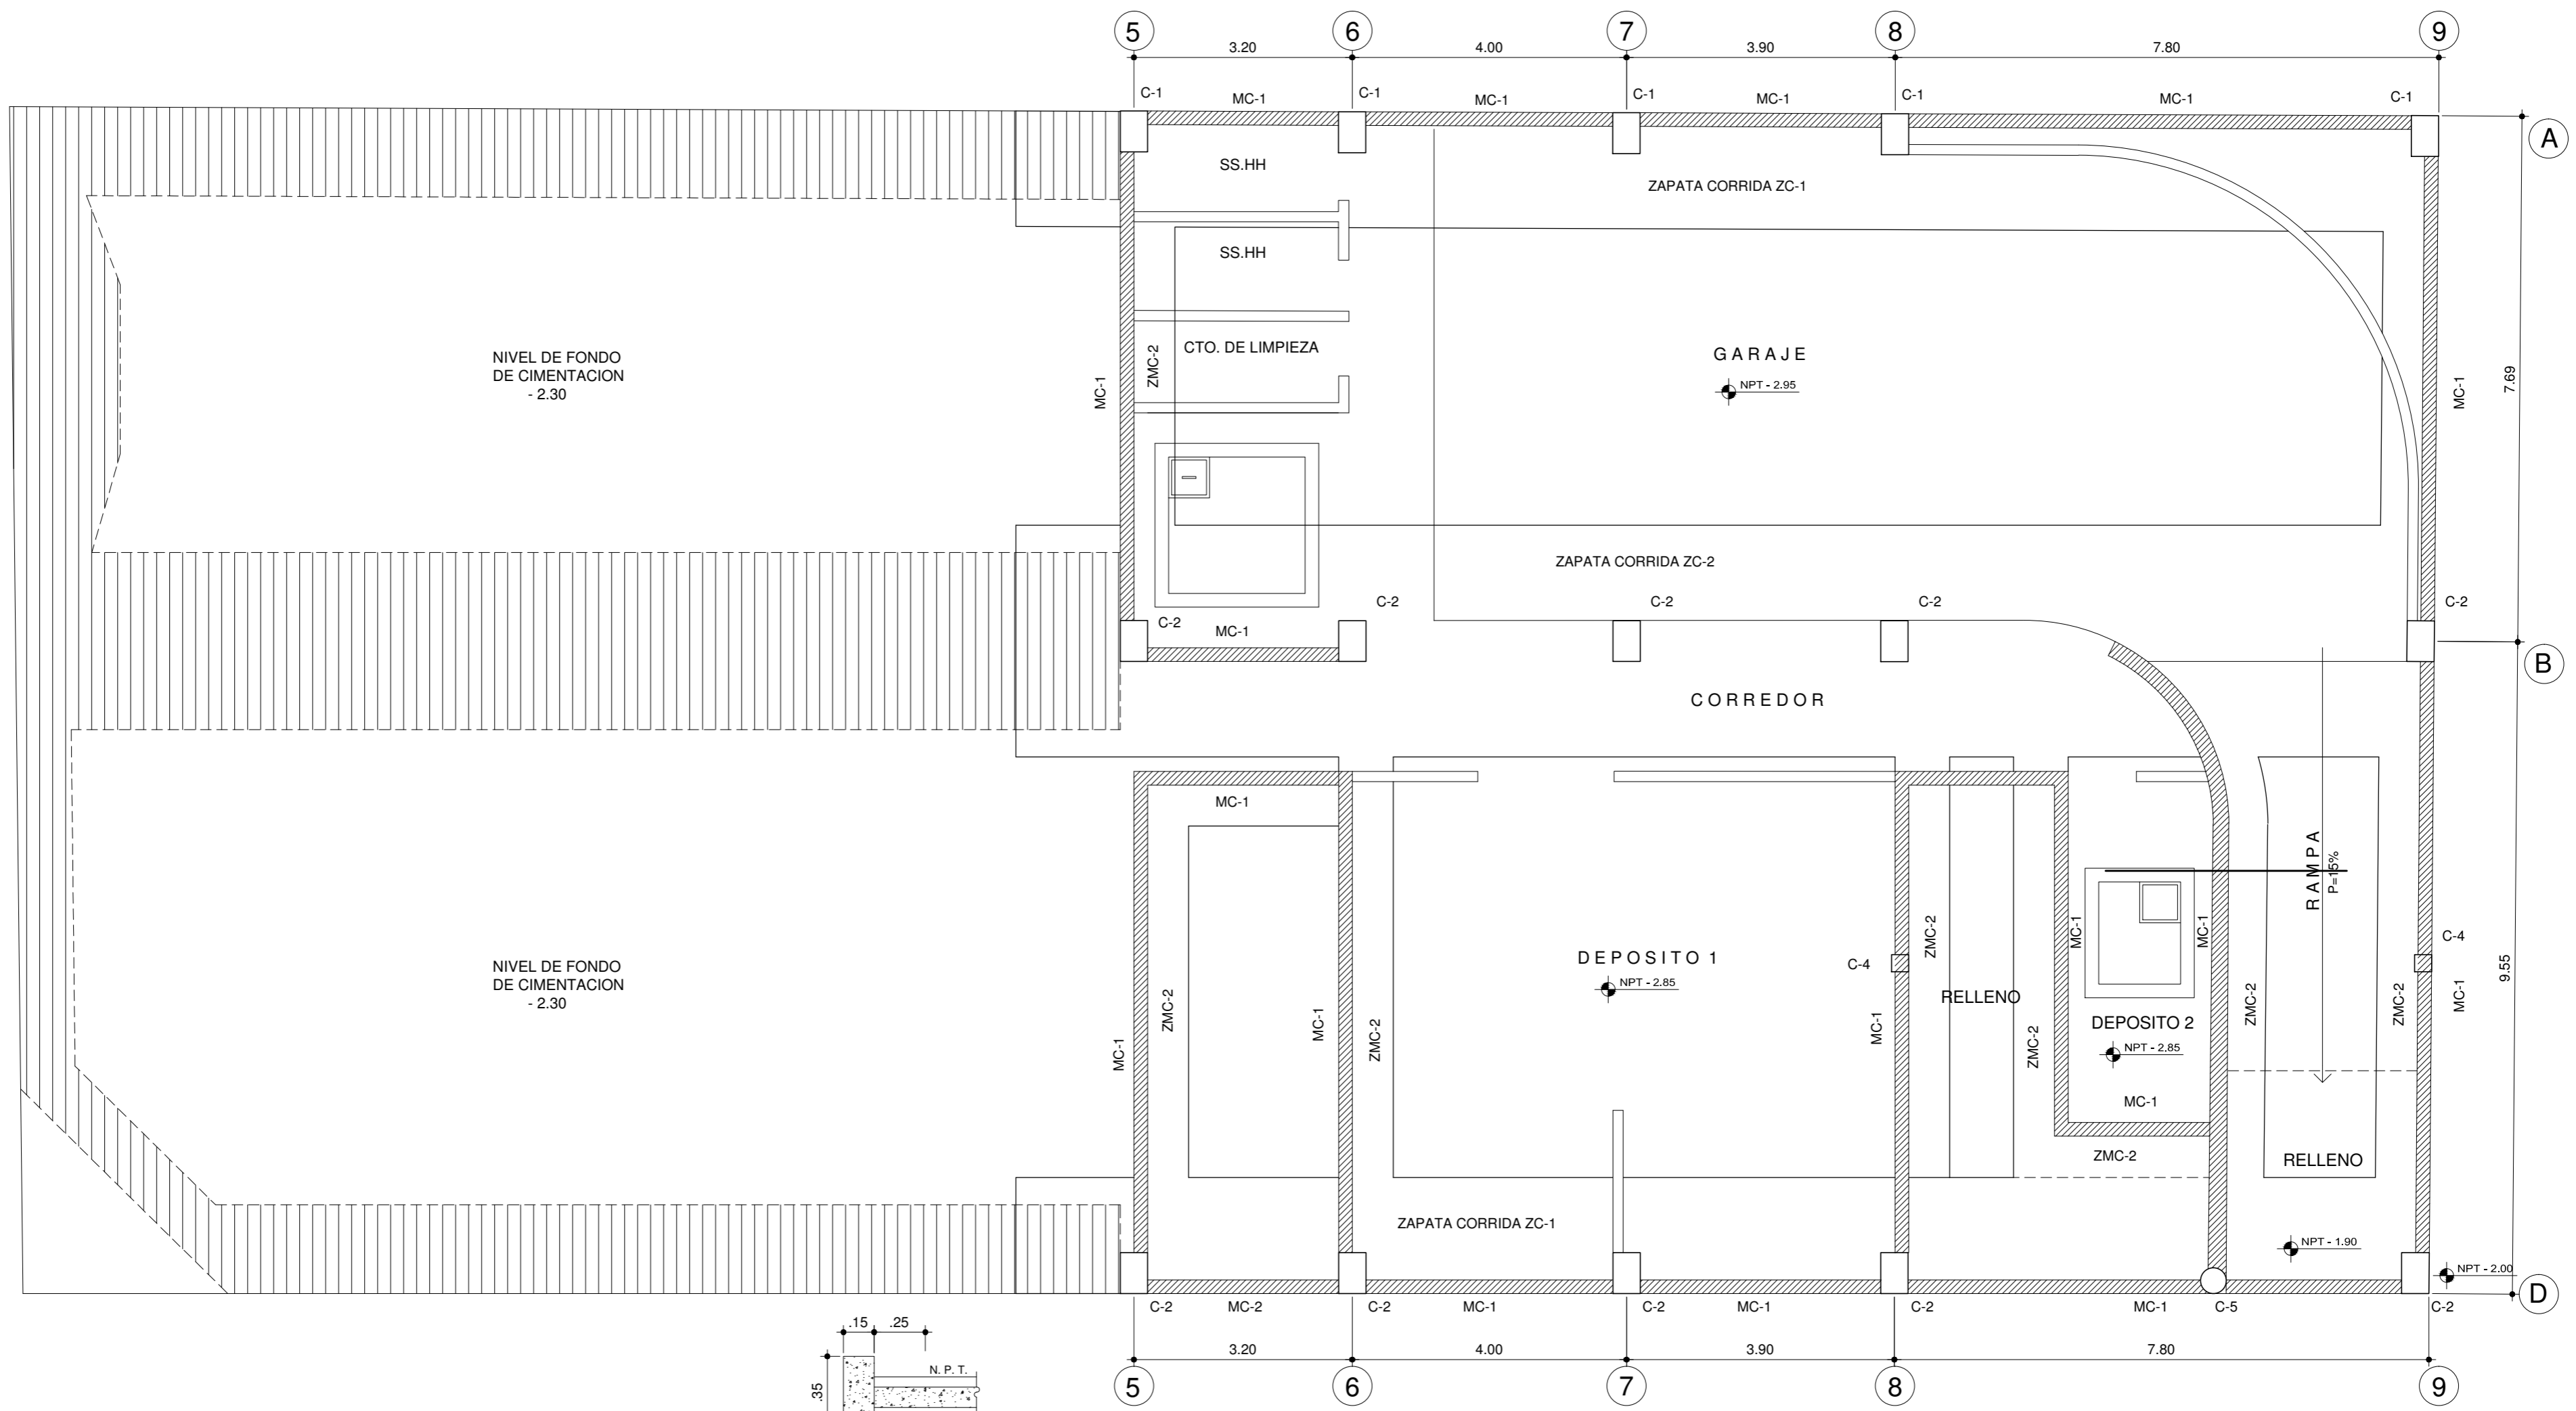 5 6 7 8 9
3.20 4.00 3.90 7.80
C-1 MC-1 C-1 MC-1 C-1 MC-1 C-1 MC-1 C-1
A
SS.HH
ZAPATA CORRIDA ZC-1
SS.HH
NIVEL DE FONDO
DE CIMENTACION
- 2.30
MC-1
ZMC-2
CTO. DE LIMPIEZA
GARAJE
NPT - 2.95
MC-1
7.69
ZAPATA CORRIDA ZC-2
C-2 C-2 C-2 C-2
C-2
MC-1
B
CORREDOR
MC-1
RAMPA
P=15%
NIVEL DE FONDO
DE CIMENTACION
- 2.30
MC-1
ZMC-2
MC-1
ZMC-2
DEPOSITO 1
NPT - 2.85
C-4
MC-1
ZMC-2
RELLENO
ZMC-2
MC-1
MC-1
DEPOSITO 2
NPT - 2.85
MC-1
ZMC-2
ZMC-2
ZMC-2
C-4
MC-1
9.55
RELLENO
ZAPATA CORRIDA ZC-1
NPT - 1.90
NPT - 2.00
D
C-2 MC-2 C-2 MC-1 C-2 MC-1 C-2 MC-1 C-5 C-2
3.20 4.00 3.90 7.80
5 6 7 8 9
.15 .25
N. P. T.
.35